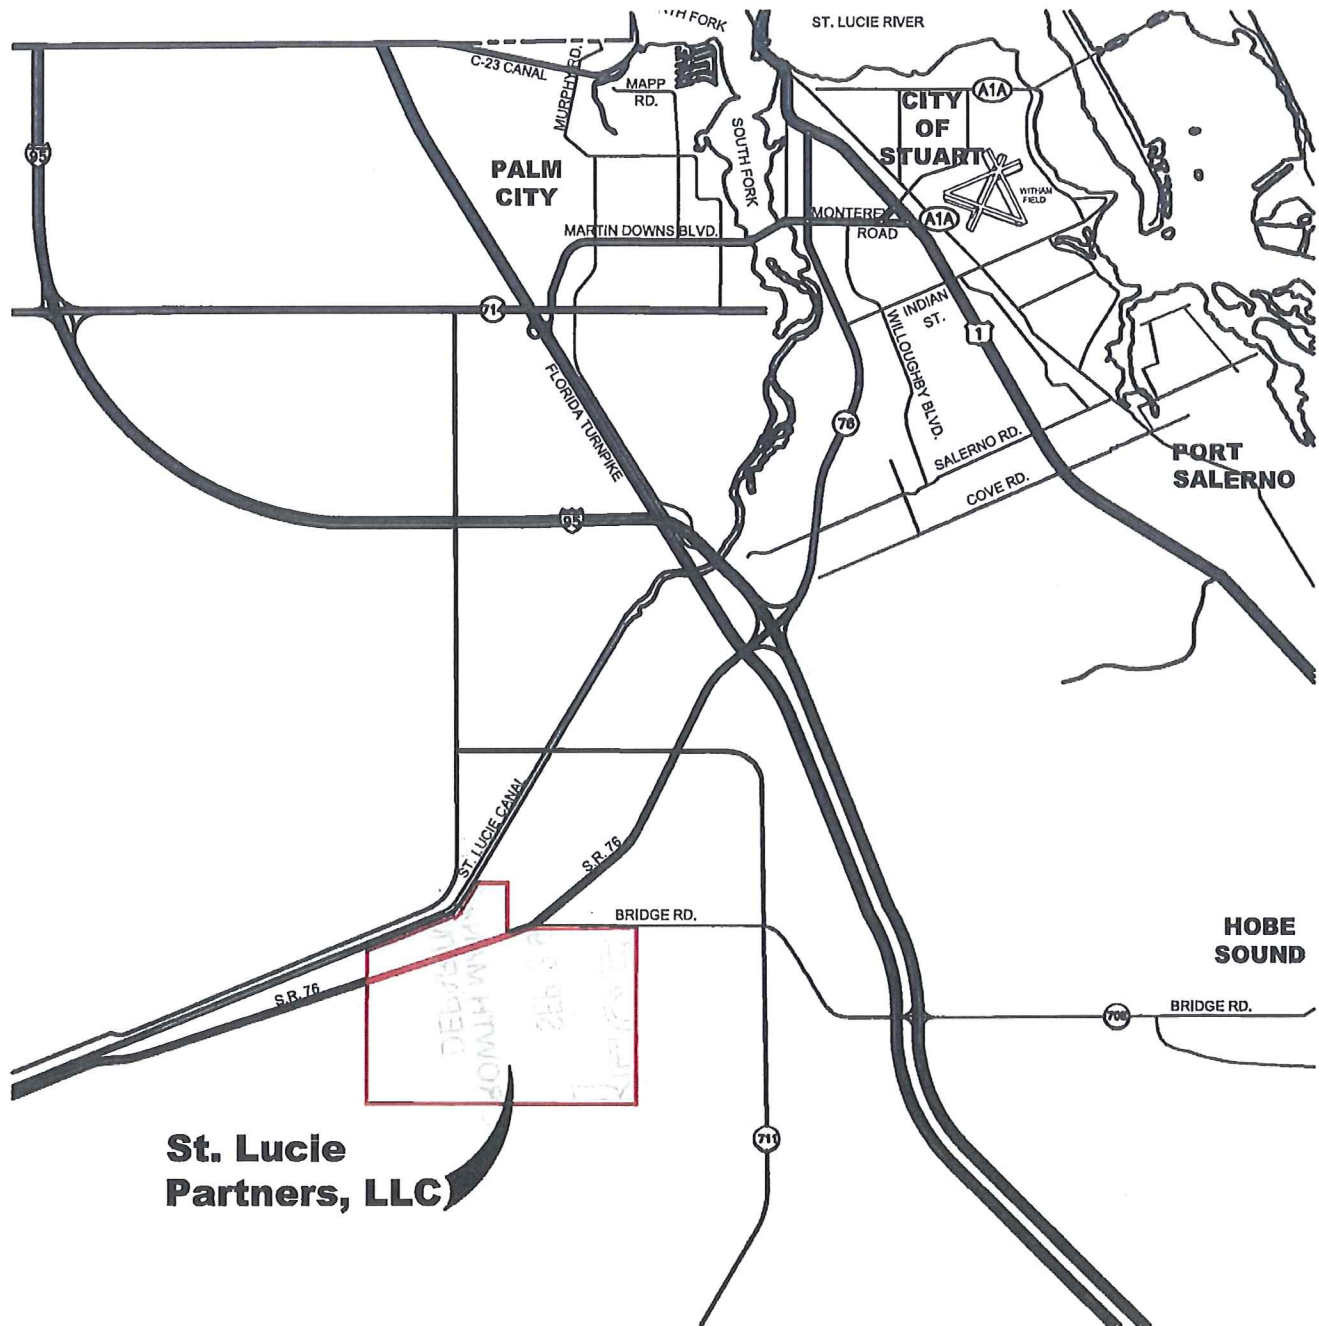 TH FORK
ST. LUCIE RIVER
C-23 CANAL
MURPHY RD.
MAPP
RD.
A1A
CITY
OF
STUART
95
PALM
CITY
SOUTH FORK
WITHAM
FIELD
MONTEREY
ROAD
A1A
MARTIN DOWNS BLVD.
714
INDIAN
ST.
1
WILLOUGHBY BLVD.
FLORIDA TURNPIKE
76
SALERNO RD.
PORT
SALERNO
COVE RD.
95
ST. LUCIE CANAL
S.R. 76
BRIDGE RD.
HOBE
SOUND
S.R. 76
708
BRIDGE RD.
711
St. Lucie
Partners, LLC